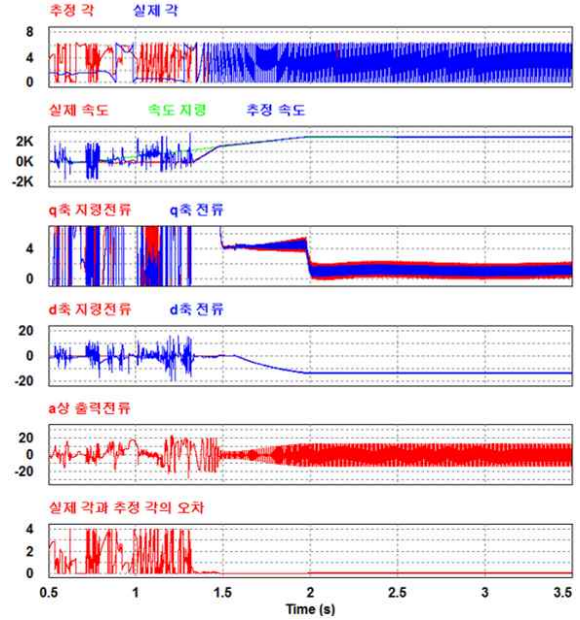 추정 각 실제 각
8
4
0
실제 속도 속도 지령 추정 속도
2K
0K
-2K
q축 지령전류 q축 전류
4
0
d축 지령전류 d축 전류
20
0
-20
a상 출력전류
20
0
-20
실제 각과 추정 각의 오차
4
2
0
0.5 1 1.5 2 2.5 3 3.5
Time (s)